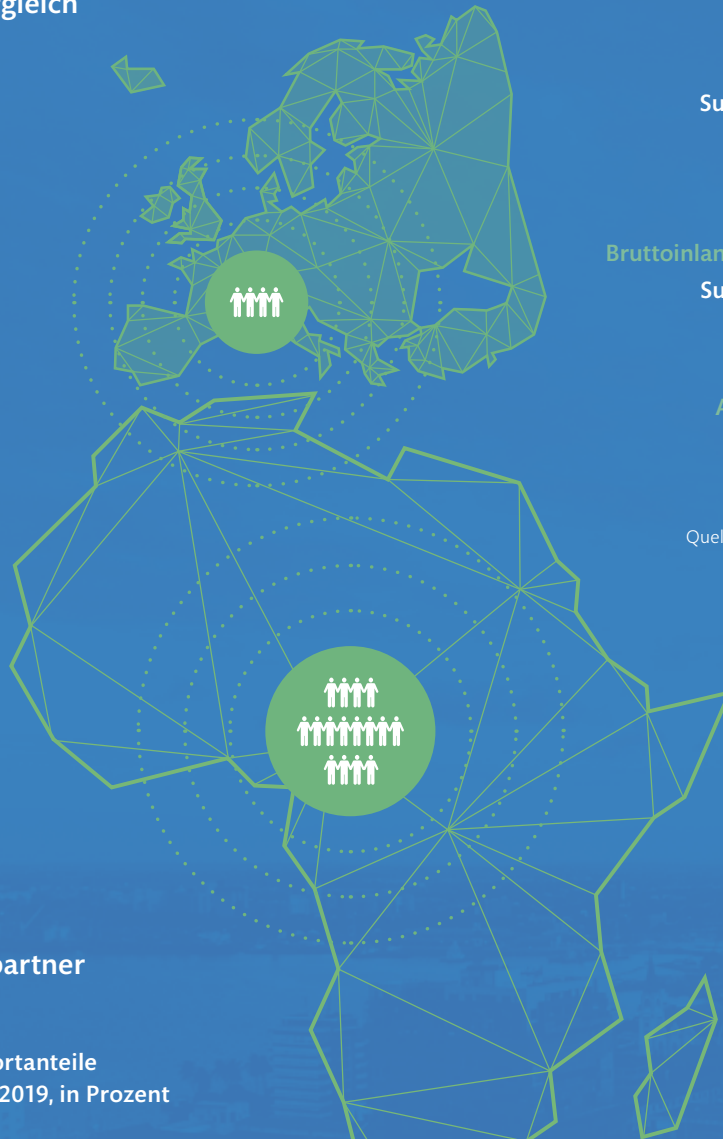 gleich
Su
Bruttoinlan
Su
A
Quel
partner
ortanteile
2019, in Prozent